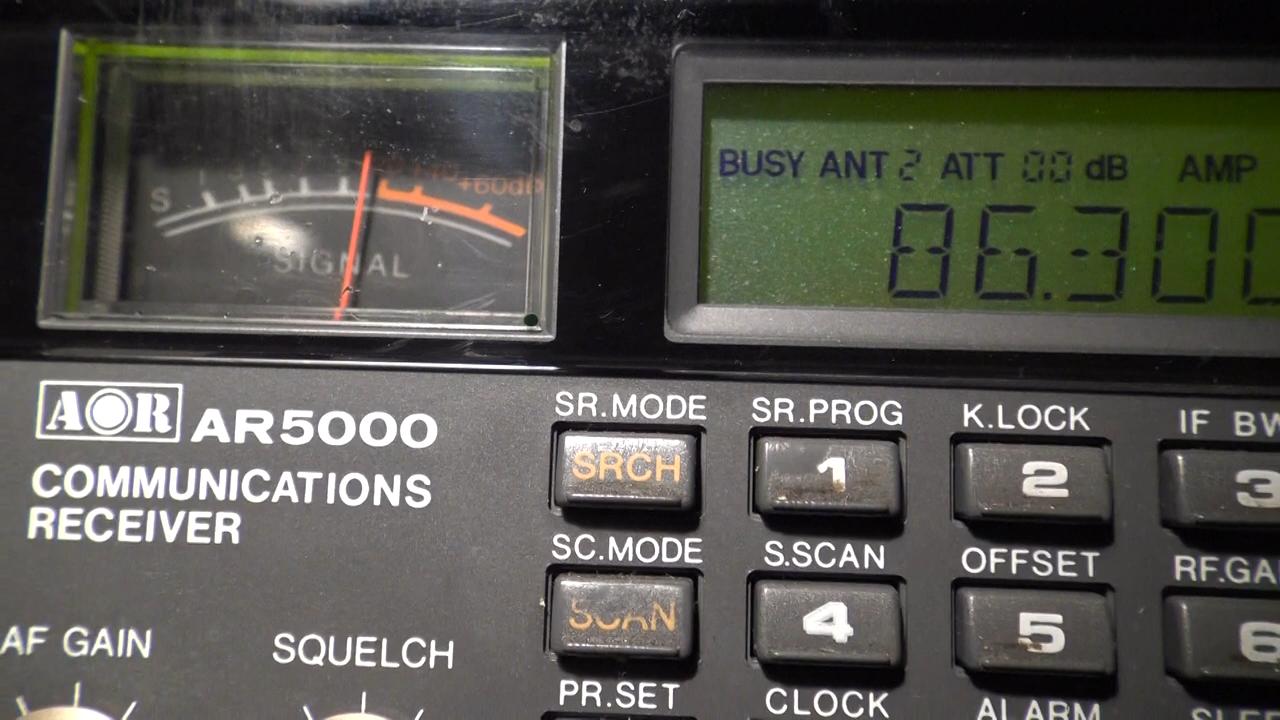 BUSY ANT 2 ATT 00 dB AMP
86.300
S
+60dB
SIGNAL
AOR AR5000
COMMUNICATIONS
RECEIVER
SR.MODE SR.PROG K.LOCK IF BW
SRCH 1 2 3
SC.MODE S.SCAN OFFSET RF.GAI
SCAN 4 5 6
AF GAIN SQUELCH
PR.SET CLOCK ALARM SLEE